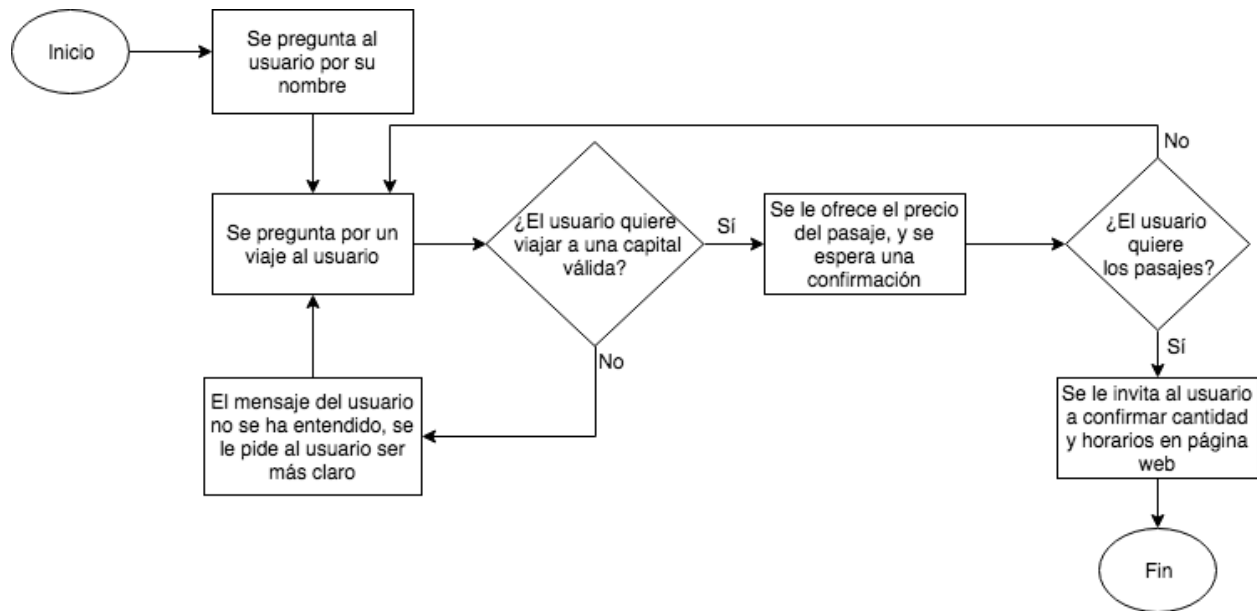 Inicio
Se pregunta al
usuario por su
nombre
Se pregunta por un
viaje al usuario
¿El usuario quiere
viajar a una capital
válida?
Sí
No
El mensaje del usuario
no se ha entendido, se
le pide al usuario ser
más claro
Se le ofrece el precio
del pasaje, y se
espera una
confirmación
¿El usuario
quiere
los pasajes?
No
Sí
Se le invita al usuario
a confirmar cantidad
y horarios en página
web
Fin